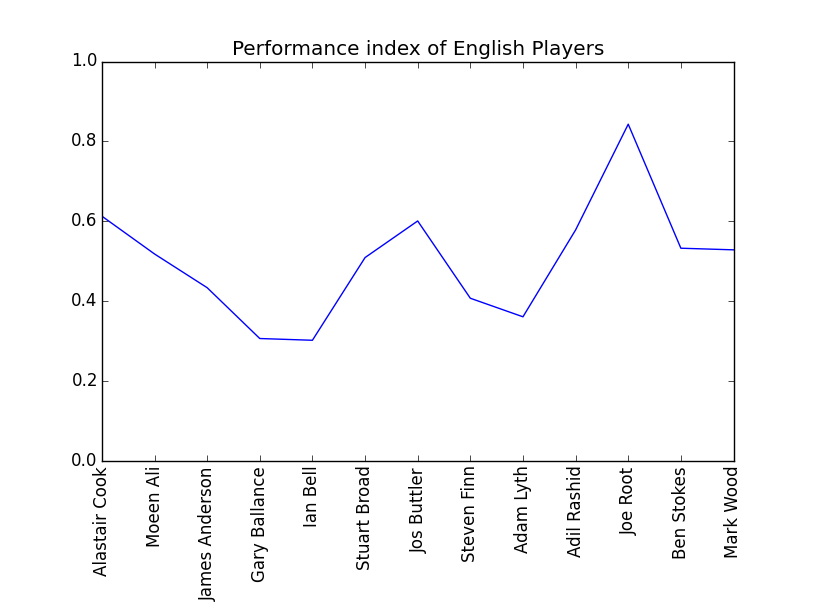 Performance index of English Players
1.0
0.8
0.6
0.4
0.2
0.0
Alastair Cook
Moeen Ali
James Anderson
Gary Ballance
Ian Bell
Stuart Broad
Jos Buttler
Steven Finn
Adam Lyth
Adil Rashid
Joe Root
Ben Stokes
Mark Wood